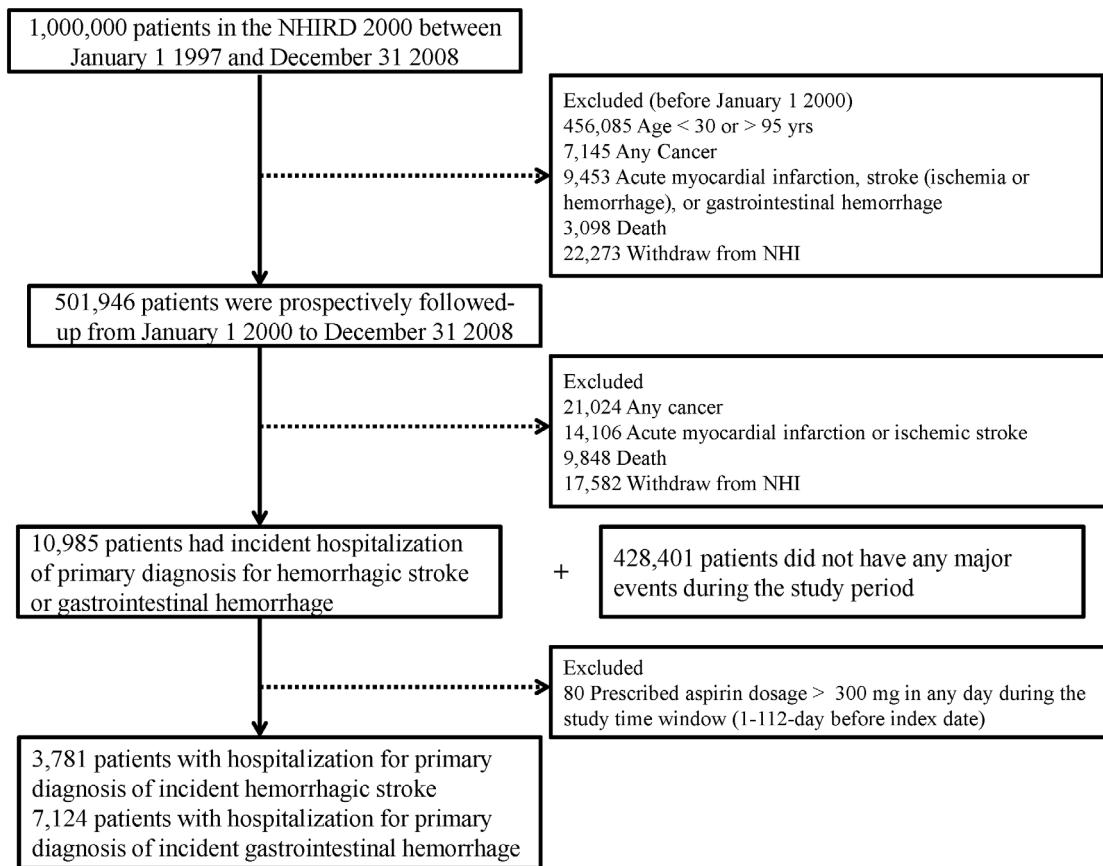 1,000,000 patients in the NHIRD 2000 between
January 1 1997 and December 31 2008
Excluded (before January 1 2000)
456,085 Age < 30 or > 95 yrs
7,145 Any Cancer
9,453 Acute myocardial infarction, stroke (ischemia or
hemorrhage), or gastrointestinal hemorrhage
3,098 Death
22,273 Withdraw from NHI
501,946 patients were prospectively followed-
up from January 1 2000 to December 31 2008
Excluded
21,024 Any cancer
14,106 Acute myocardial infarction or ischemic stroke
9,848 Death
17,582 Withdraw from NHI
10,985 patients had incident hospitalization
of primary diagnosis for hemorrhagic stroke
or gastrointestinal hemorrhage
+
428,401 patients did not have any major
events during the study period
Excluded
80 Prescribed aspirin dosage > 300 mg in any day during the
study time window (1-112-day before index date)
3,781 patients with hospitalization for primary
diagnosis of incident hemorrhagic stroke
7,124 patients with hospitalization for primary
diagnosis of incident gastrointestinal hemorrhage